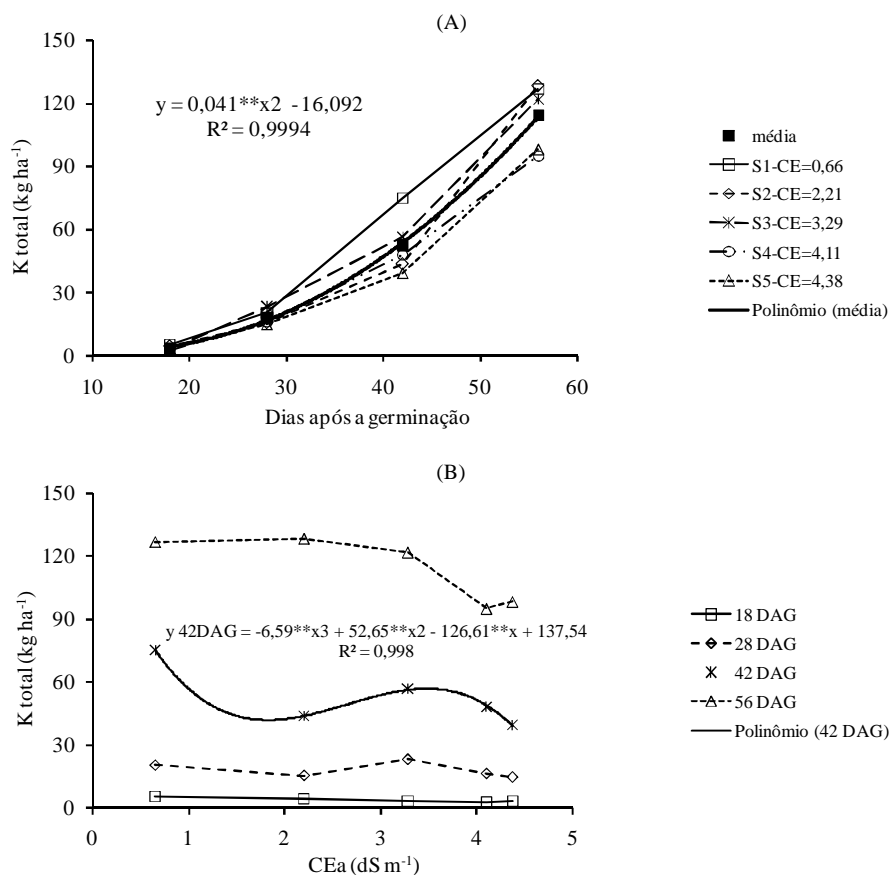 (A)
150
120
90
60
30
0
K total (kg ha⁻¹)
y = 0,041**x2 - 16,092
R² = 0,9994
10 20 30 40 50 60
Dias após a germinação
média
S1-CE=0,66
S2-CE=2,21
S3-CE=3,29
S4-CE=4,11
S5-CE=4,38
Polinômio (média)
(B)
150
120
90
60
30
0
K total (kg ha⁻¹)
y 42DAG = -6,59**x3 + 52,65**x2 - 126,61**x + 137,54
R² = 0,998
0 1 2 3 4 5
CEa (dS m⁻¹)
18 DAG
28 DAG
42 DAG
56 DAG
Polinômio (42 DAG)